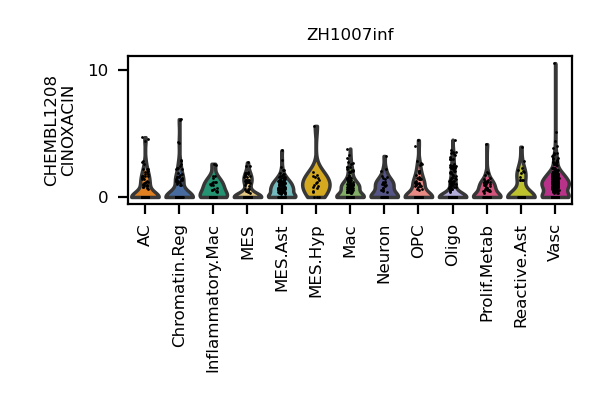 ZH1007inf
CHEMBL1208
CINOXACIN
10
0
AC
Chromatin.Reg
Inflammatory.Mac
MES
MES.Ast
MES.Hyp
Mac
Neuron
OPC
Oligo
Prolif.Metab
Reactive.Ast
Vasc